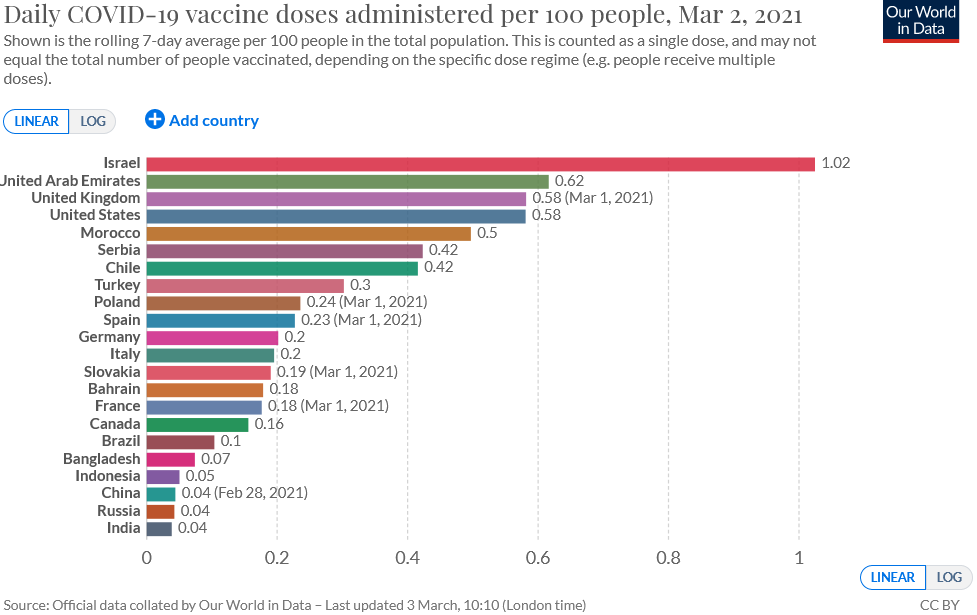 Daily COVID-19 vaccine doses administered per 100 people, Mar 2, 2021
Our World
in Data
Shown is the rolling 7-day average per 100 people in the total population. This is counted as a single dose, and may not
equal the total number of people vaccinated, depending on the specific dose regime (e.g. people receive multiple
doses).
LINEAR LOG
Add country
Israel 1.02
United Arab Emirates 0.62
United Kingdom 0.58 (Mar 1, 2021)
United States 0.58
Morocco 0.5
Serbia 0.42
Chile 0.42
Turkey 0.3
Poland 0.24 (Mar 1, 2021)
Spain 0.23 (Mar 1, 2021)
Germany 0.2
Italy 0.2
Slovakia 0.19 (Mar 1, 2021)
Bahrain 0.18
France 0.18 (Mar 1, 2021)
Canada 0.16
Brazil 0.1
Bangladesh 0.07
Indonesia 0.05
China 0.04 (Feb 28, 2021)
Russia 0.04
India 0.04
0 0.2 0.4 0.6 0.8 1
LINEAR LOG
Source: Official data collated by Our World in Data – Last updated 3 March, 10:10 (London time)
CC BY